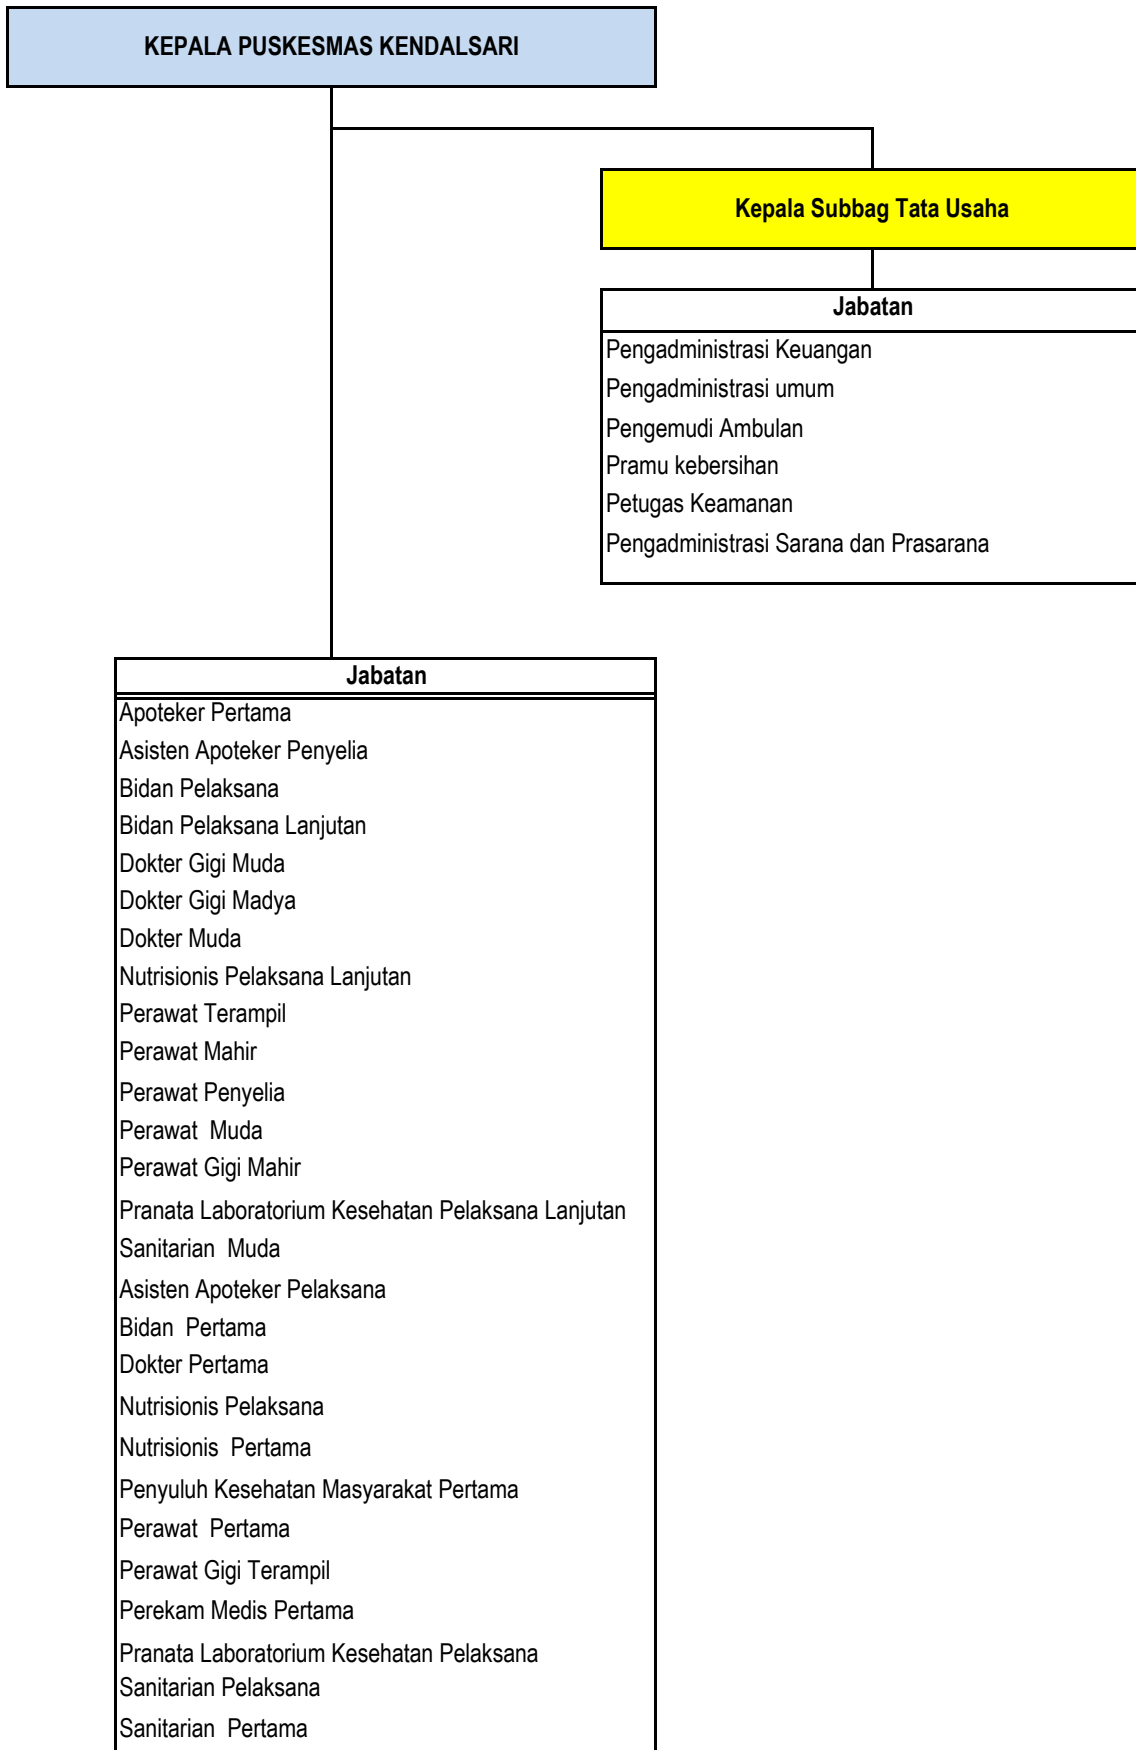 KEPALA PUSKESMAS KENDALSARI
Kepala Subbag Tata Usaha
Jabatan
Pengadministrasi Keuangan
Pengadministrasi umum
Pengemudi Ambulan
Pramu kebersihan
Petugas Keamanan
Pengadministrasi Sarana dan Prasarana
Jabatan
Apoteker Pertama
Asisten Apoteker Penyelia
Bidan Pelaksana
Bidan Pelaksana Lanjutan
Dokter Gigi Muda
Dokter Gigi Madya
Dokter Muda
Nutrisionis Pelaksana Lanjutan
Perawat Terampil
Perawat Mahir
Perawat Penyelia
Perawat  Muda
Perawat Gigi Mahir
Pranata Laboratorium Kesehatan Pelaksana Lanjutan
Sanitarian  Muda
Asisten Apoteker Pelaksana
Bidan  Pertama
Dokter Pertama
Nutrisionis Pelaksana
Nutrisionis  Pertama
Penyuluh Kesehatan Masyarakat Pertama
Perawat  Pertama
Perawat Gigi Terampil
Perekam Medis Pertama
Pranata Laboratorium Kesehatan Pelaksana
Sanitarian Pelaksana
Sanitarian  Pertama